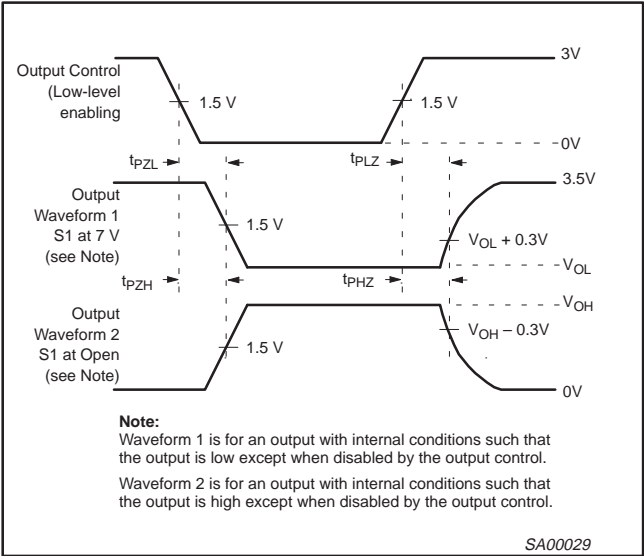 Output Control
(Low-level
enabling
3V
1.5 V
1.5 V
0V
tPZL
tPLZ
3.5V
Output
Waveform 1
S1 at 7 V
(see Note)
1.5 V
VOL + 0.3V
VOL
tPZH
tPHZ
VOH
Output
Waveform 2
S1 at Open
(see Note)
1.5 V
VOH – 0.3V
0V
Note:
Waveform 1 is for an output with internal conditions such that
the output is low except when disabled by the output control.
Waveform 2 is for an output with internal conditions such that
the output is high except when disabled by the output control.
SA00029